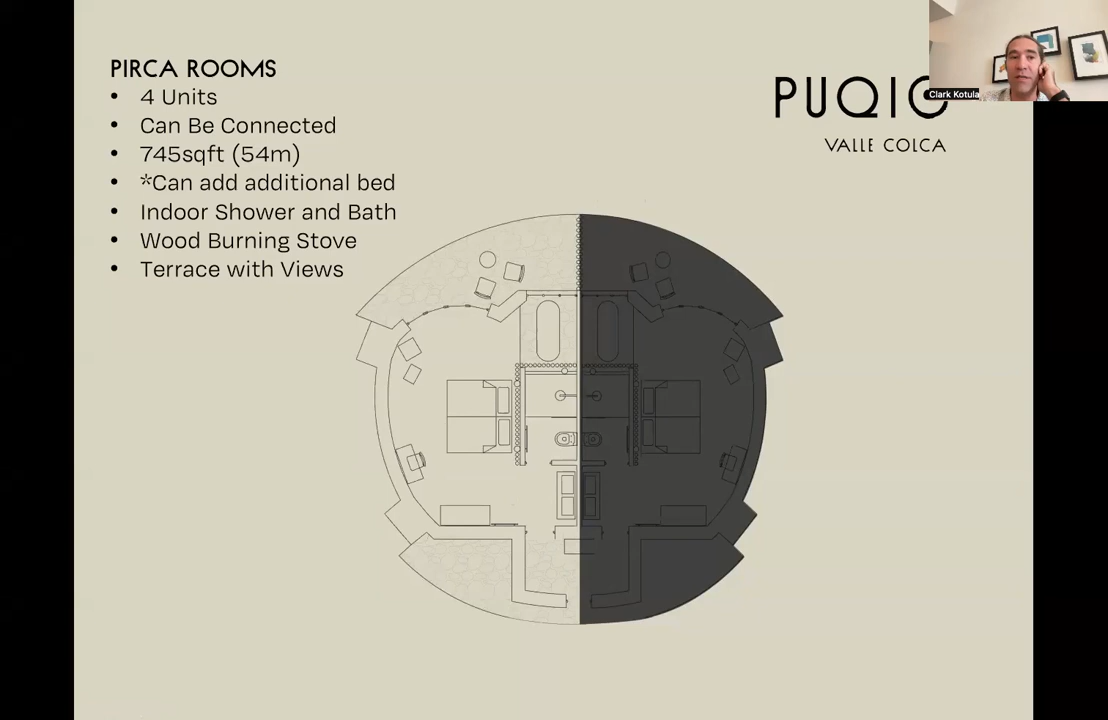 PIRCA ROOMS
• 4 Units
• Can Be Connected
• 745sqft (54m)
• *Can add additional bed
• Indoor Shower and Bath
• Wood Burning Stove
• Terrace with Views
PUQIO
VALLE COLCA
Clark Kotula